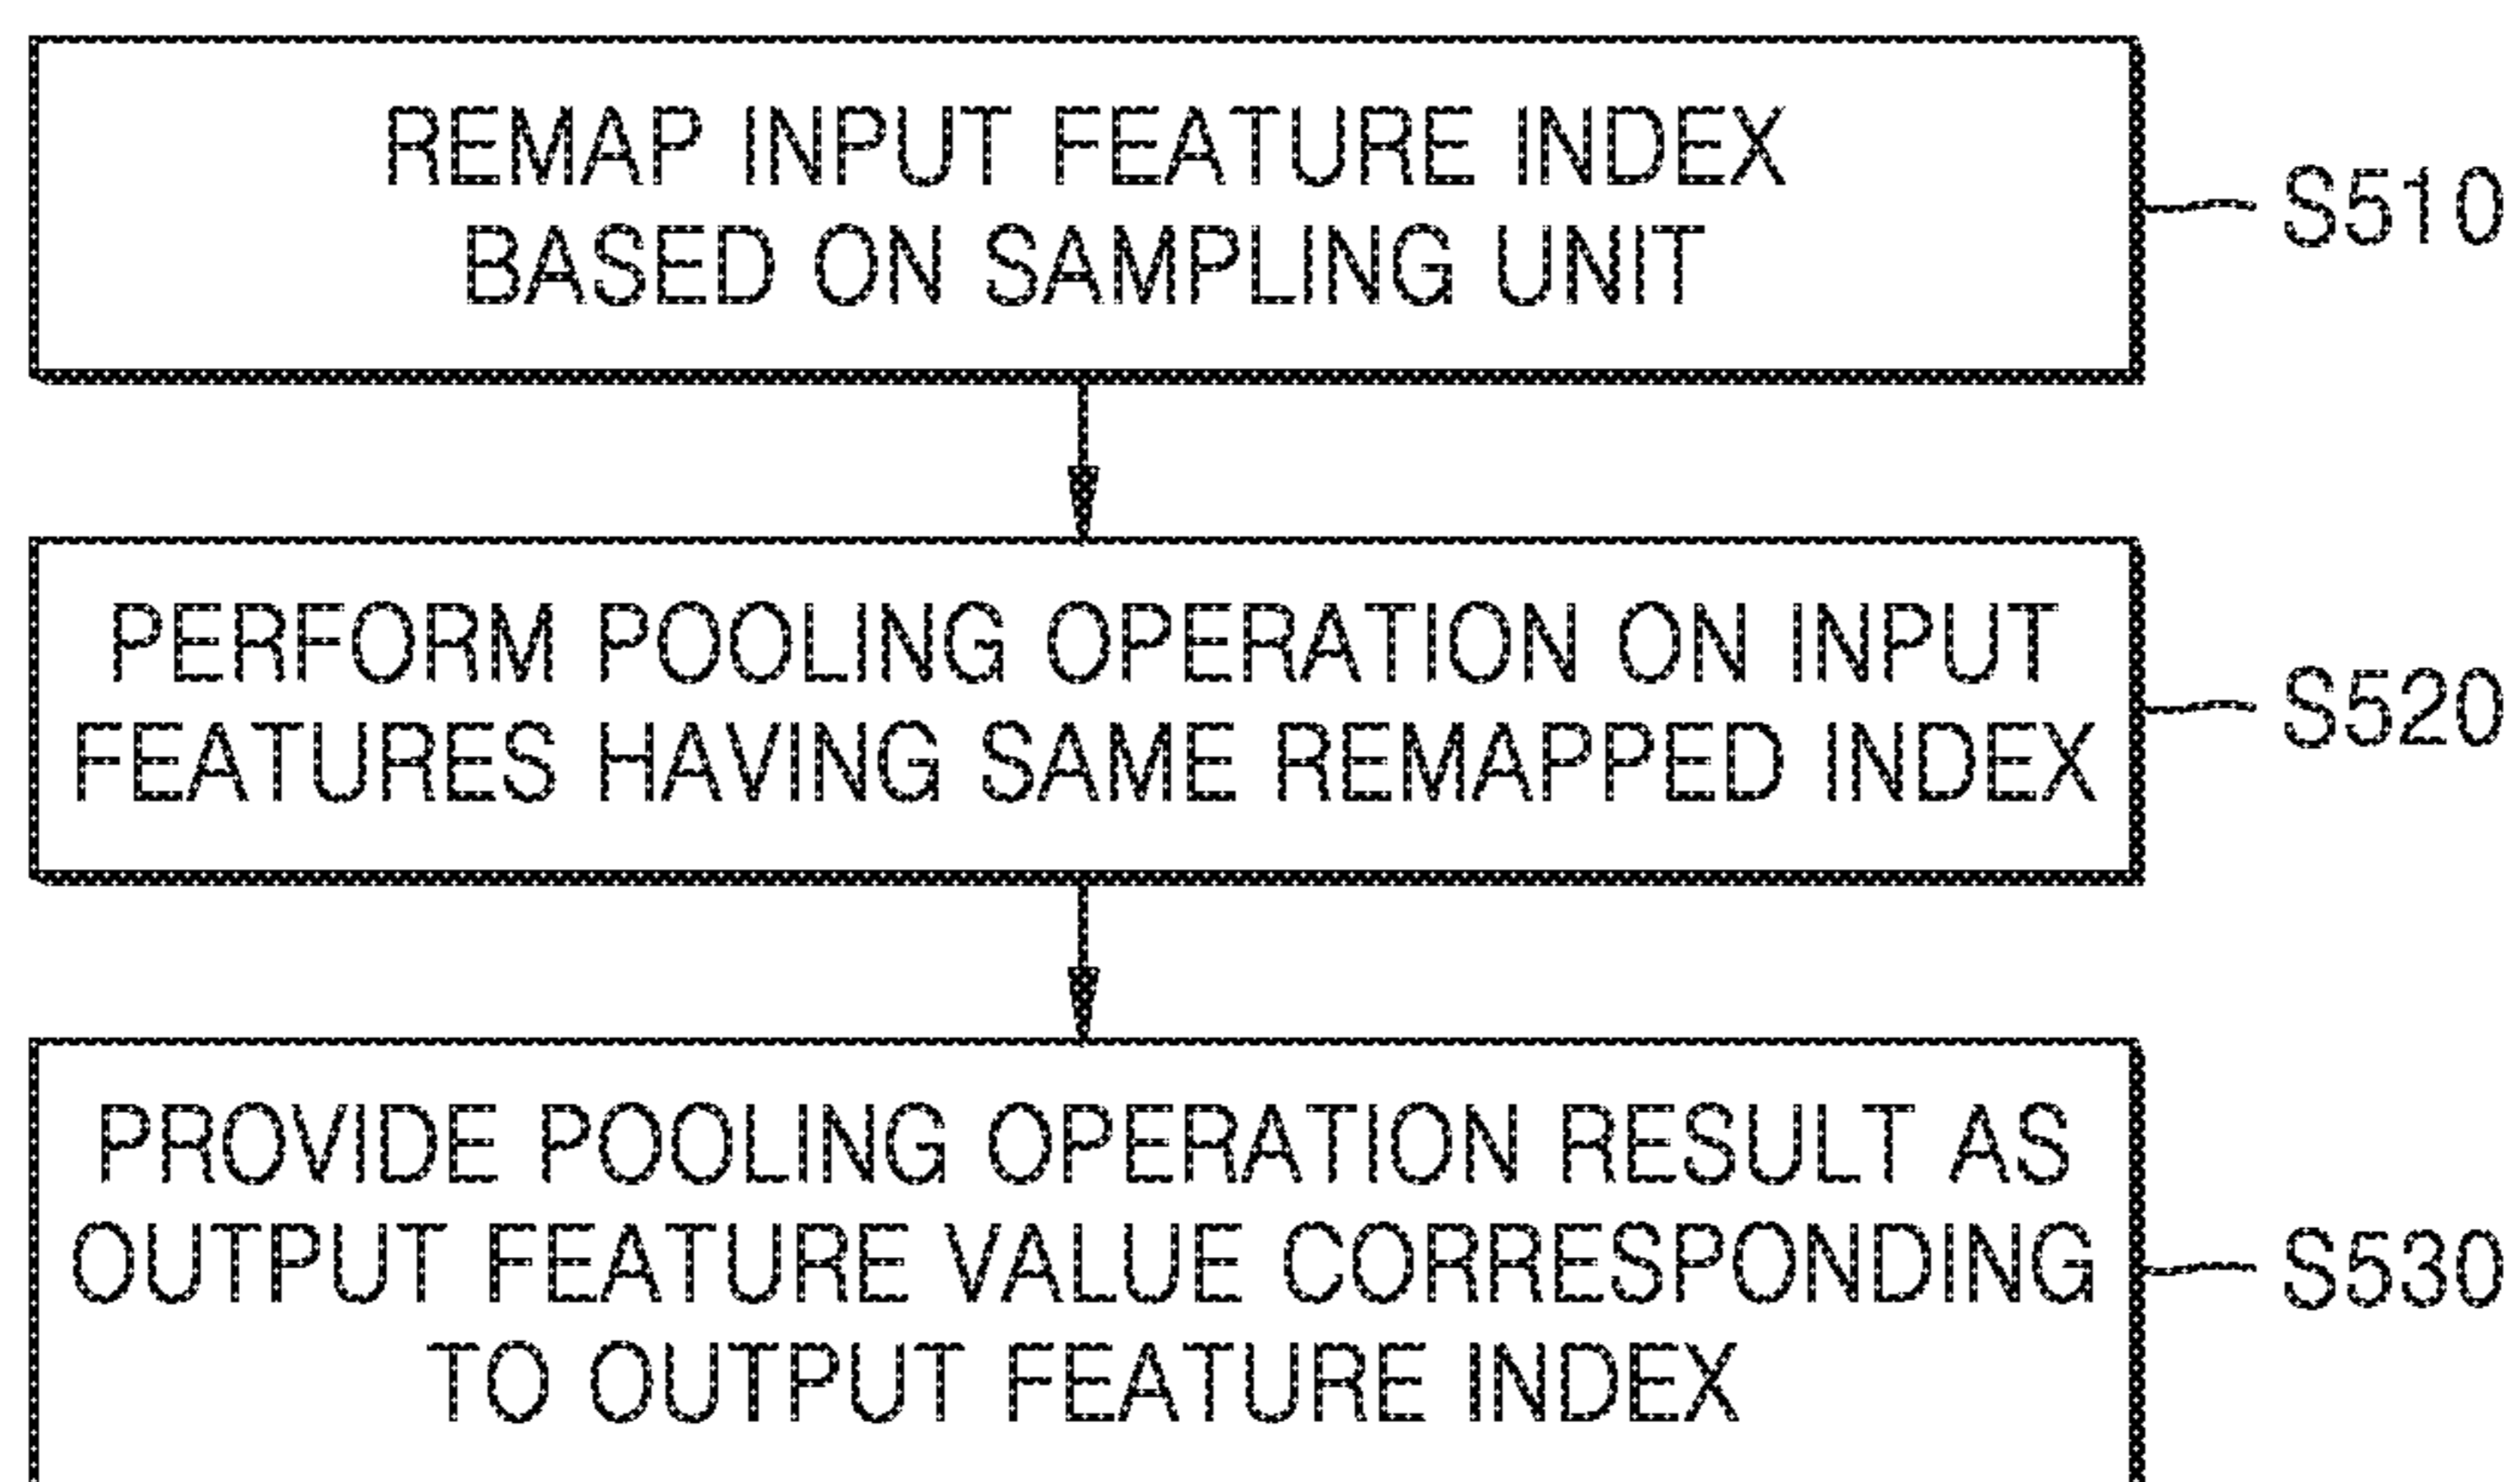 REMAP INPUT FEATURE INDEX
BASED ON SAMPLING UNIT
S510
PERFORM POOLING OPERATION ON INPUT
FEATURES HAVING SAME REMAPPED INDEX
S520
PROVIDE POOLING OPERATION RESULT AS
OUTPUT FEATURE VALUE CORRESPONDING
TO OUTPUT FEATURE INDEX
S530